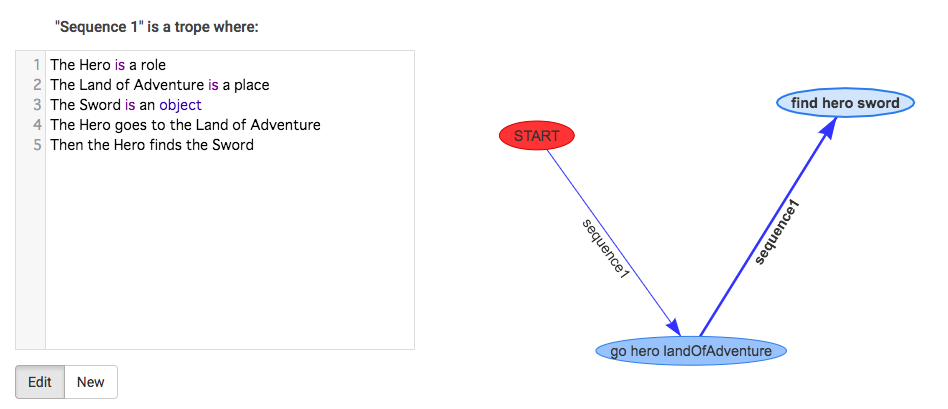 "Sequence 1" is a trope where:
1 The Hero is a role
2 The Land of Adventure is a place
3 The Sword is an object
4 The Hero goes to the Land of Adventure
5 Then the Hero finds the Sword
Edit New
find hero sword
START
sequence1
sequence1
go hero landOfAdventure